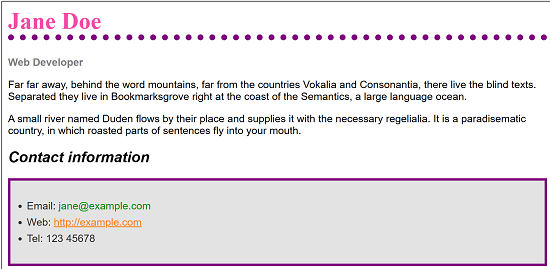 Jane Doe
Web Developer
Far far away, behind the word mountains, far from the countries Vokalia and Consonantia, there live the blind texts.
Separated they live in Bookmarksgrove right at the coast of the Semantics, a large language ocean.
A small river named Duden flows by their place and supplies it with the necessary regelialia. It is a paradisematic
country, in which roasted parts of sentences fly into your mouth.
Contact information
Email: jane@example.com
Web: http://example.com
Tel: 123 45678